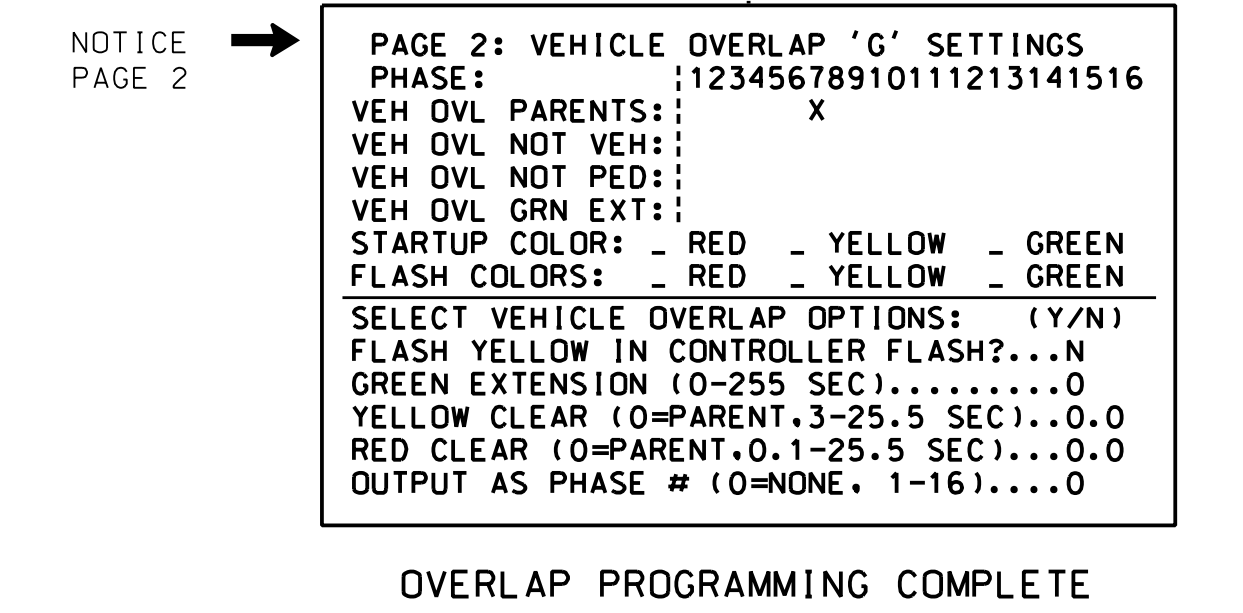 NOTICE
PAGE 2
PAGE 2: VEHICLE OVERLAP 'G' SETTINGS
PHASE: ¦12345678910111213141516
VEH OVL PARENTS:¦ X
VEH OVL NOT VEH:¦
VEH OVL NOT PED:¦
VEH OVL GRN EXT:¦
STARTUP COLOR: _ RED _ YELLOW _ GREEN
FLASH COLORS: _ RED _ YELLOW _ GREEN
SELECT VEHICLE OVERLAP OPTIONS: (Y/N)
FLASH YELLOW IN CONTROLLER FLASH?...N
GREEN EXTENSION (0-255 SEC).........0
YELLOW CLEAR (0=PARENT,3-25.5 SEC)..0.0
RED CLEAR (0=PARENT,0.1-25.5 SEC)...0.0
OUTPUT AS PHASE # (0=NONE, 1-16)....0
OVERLAP PROGRAMMING COMPLETE